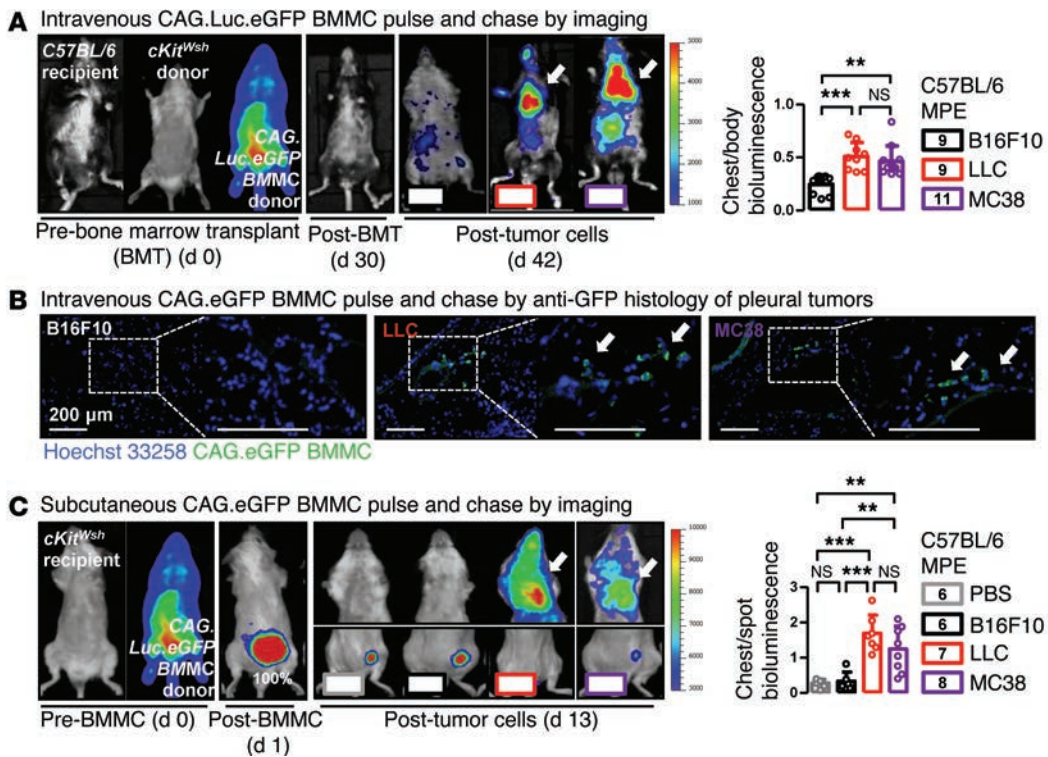 A Intravenous CAG.Luc.eGFP BMMC pulse and chase by imaging
C57BL/6
recipient
cKitWsh
donor
CAG.
Luc.eGFP
BMMC
donor
Pre-bone marrow transplant
(BMT) (d 0)
Post-BMT
(d 30)
Post-tumor cells
(d 42)
5000
4000
3000
2000
1000
Chest/body
bioluminescence
1.0
0.5
0.0
***
**
NS
C57BL/6
MPE
9 B16F10
9 LLC
11 MC38
B Intravenous CAG.eGFP BMMC pulse and chase by anti-GFP histology of pleural tumors
B16F10
200 μm
LLC
MC38
Hoechst 33258 CAG.eGFP BMMC
C Subcutaneous CAG.eGFP BMMC pulse and chase by imaging
cKitWsh
recipient
CAG.
Luc.eGFP
BMMC
donor
100%
Pre-BMMC (d 0)
Post-BMMC
(d 1)
Post-tumor cells (d 13)
10000
9000
8000
7000
6000
5000
4000
3000
Chest/spot
bioluminescence
3
2
1
0
**
**
***
NS *** NS
C57BL/6
MPE
6 PBS
6 B16F10
7 LLC
8 MC38